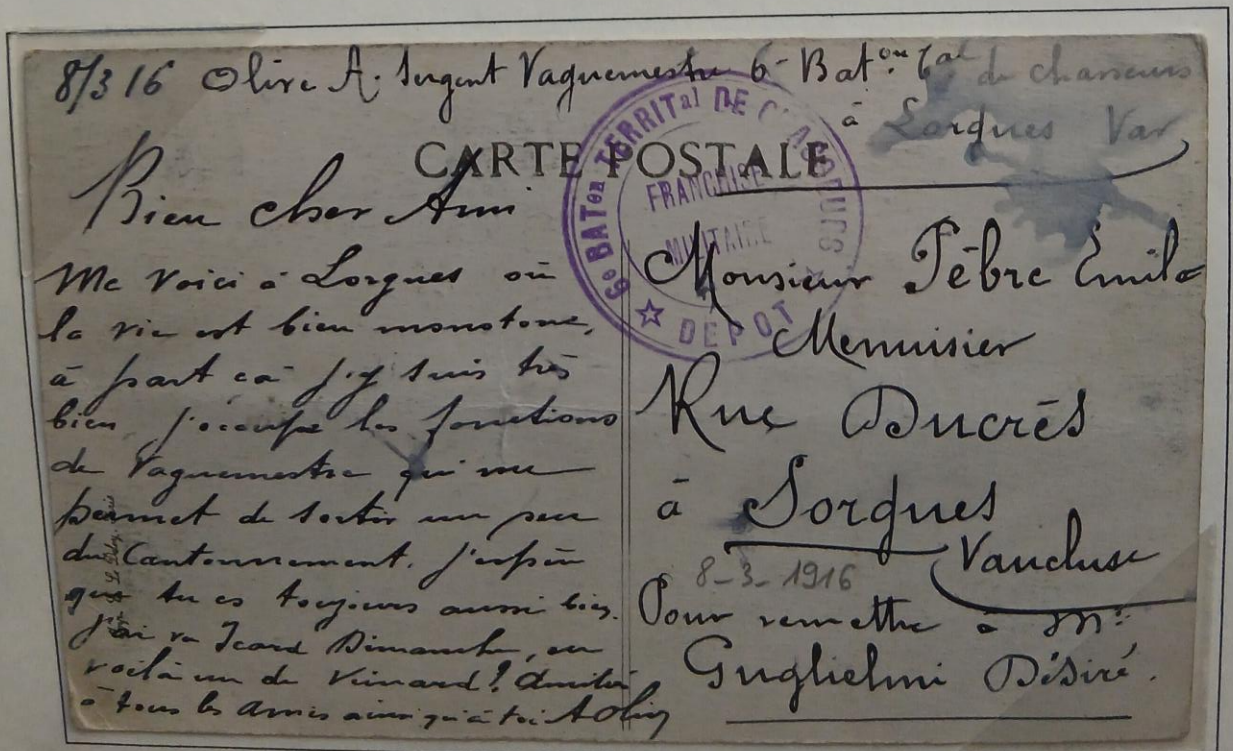 8/3 16 Olive A. Sergent Vaguemestre 6e Baton Tal de chasseurs
à Lorgues Var
CARTE POSTALE
6e BATon TERRITal DE CHASSEURS
FRANCHISE
MILITAIRE
DEPOT
Bien cher Ami
Me Voici à Lorgues où
la vie est bien monotone,
à part ça j'y suis très
bien j'occupe les fonctions
de Vaguemestre qui me
permet de sortir un peu
du Cantonnement. j'espère
que tu es toujours aussi bien.
j'ai vu Icard Dimanche, en
voilà un de veinard! Amitiés
à tous les amis ainsi qu'à toi A Olive
Monsieur Pèbre Emile
Menuisier
Rue Ducrès
à Sorgues
Vaucluse
8-3-1916
Pour remettre à Mr
Guglielmi Désiré.